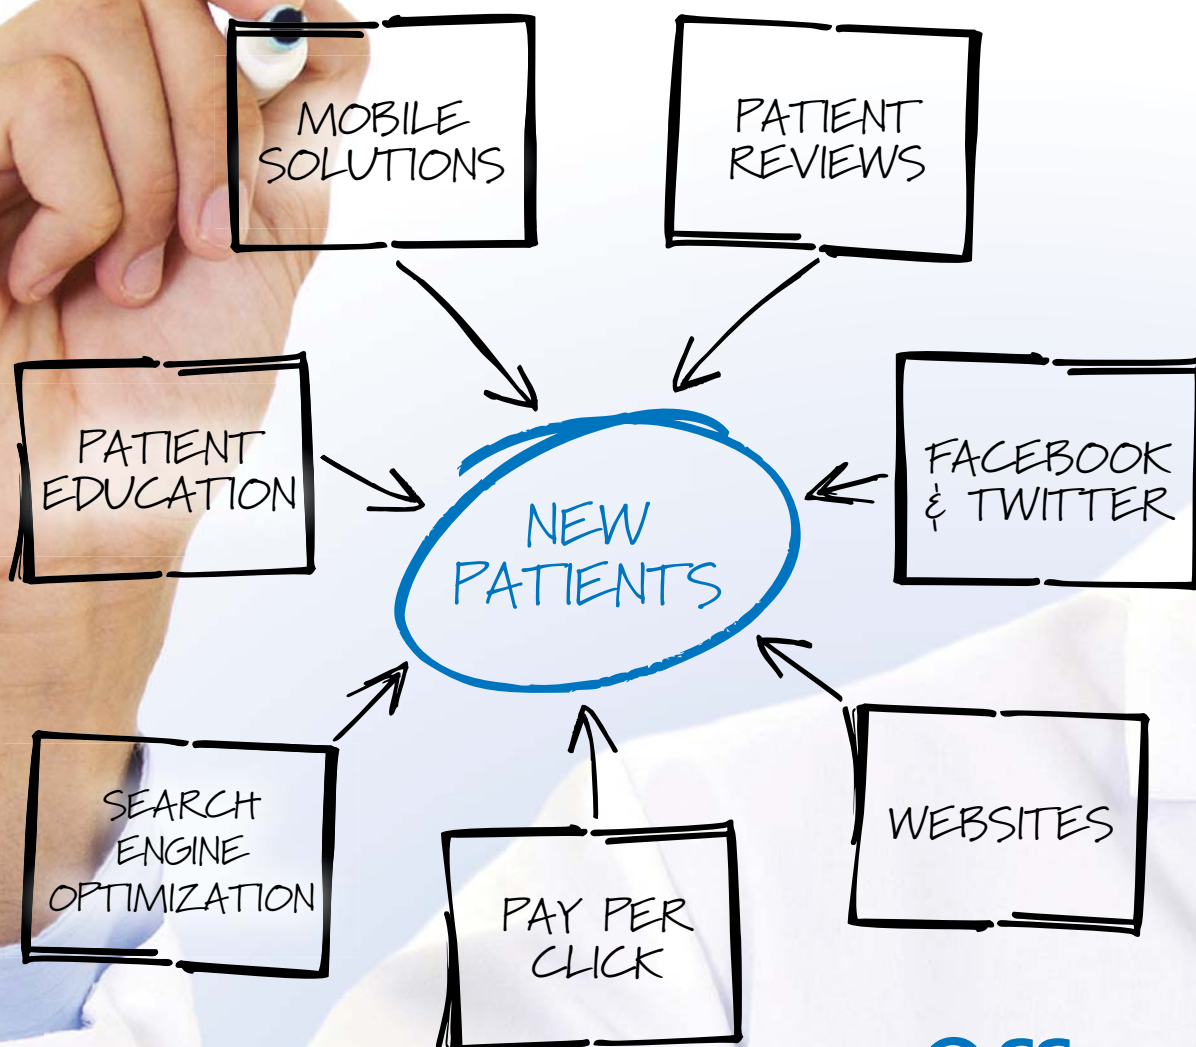 MOBILE
SOLUTIONS
PATIENT
REVIEWS
PATIENT
EDUCATION
FACEBOOK
& TWITTER
NEW
PATIENTS
SEARCH
ENGINE
OPTIMIZATION
PAY PER
CLICK
WEBSITES